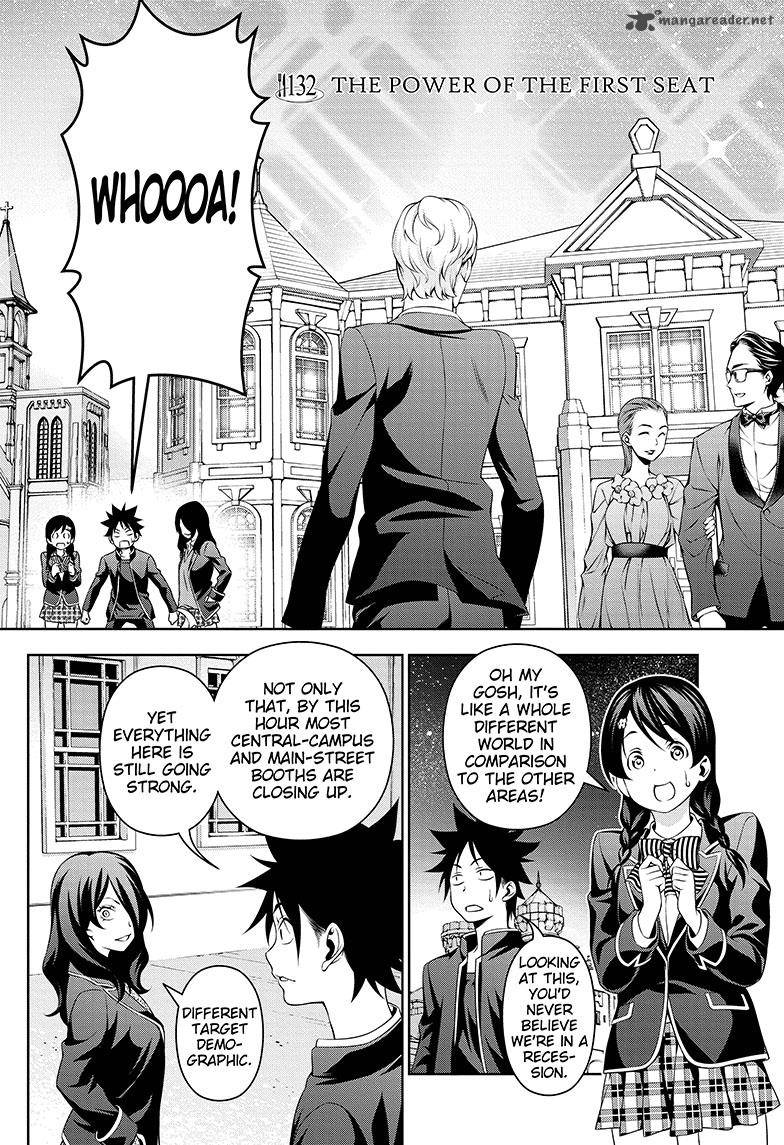 mangareader.net
#132 THE POWER OF THE FIRST SEAT
WHOOOA!
OH MY
GOSH, IT'S
LIKE A WHOLE
DIFFERENT
WORLD IN
COMPARISON
TO THE OTHER
AREAS!
LOOKING
AT THIS,
YOU'D
NEVER
BELIEVE
WE'RE IN A
RECES-
SION.
NOT ONLY
THAT, BY THIS
HOUR MOST
CENTRAL-CAMPUS
AND MAIN-STREET
BOOTHS ARE
CLOSING UP.
YET
EVERYTHING
HERE IS
STILL GOING
STRONG.
DIFFERENT
TARGET
DEMO-
GRAPHIC.